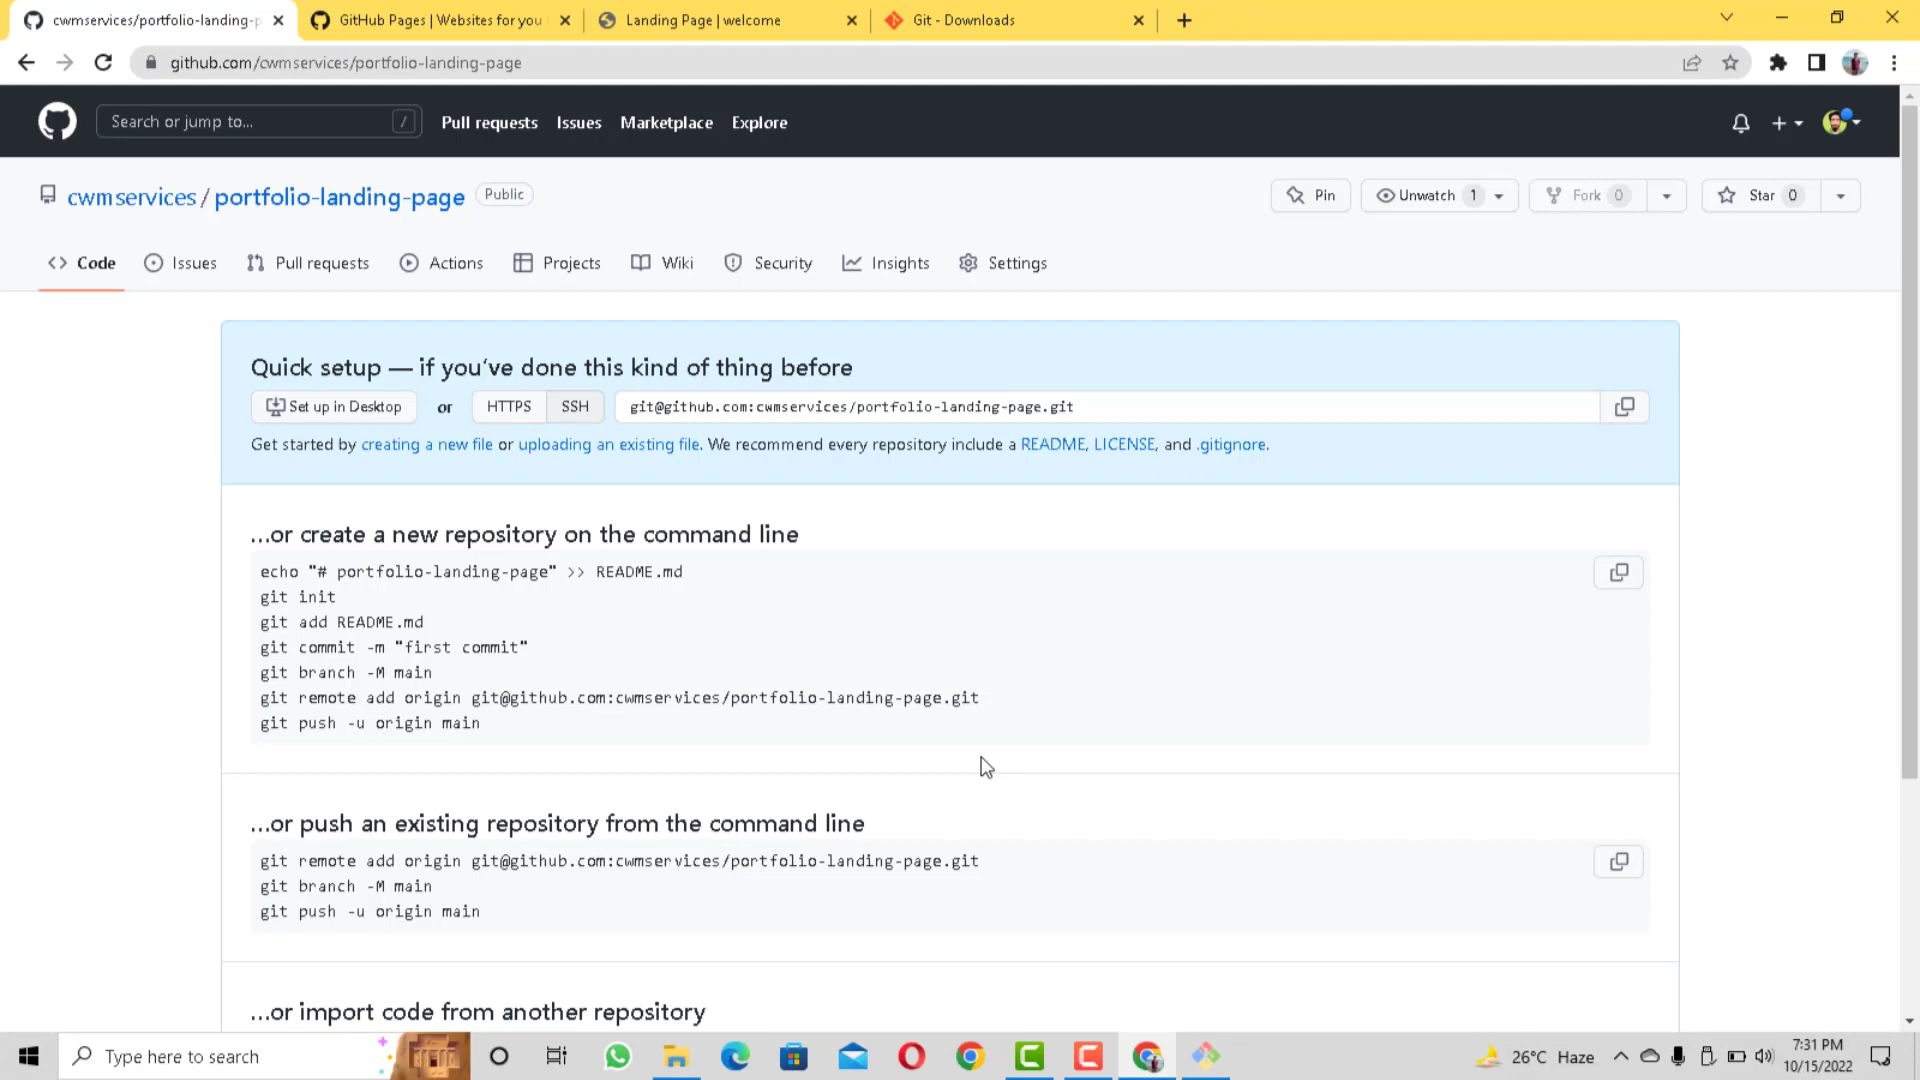 cwmservices/portfolio-landing-p
GitHub Pages | Websites for you
Landing Page | welcome
Git - Downloads
github.com/cwmservices/portfolio-landing-page
Search or jump to...
/
Pull requests
Issues
Marketplace
Explore
cwmservices / portfolio-landing-page
Public
Pin
Unwatch 1
Fork 0
Star 0
Code
Issues
Pull requests
Actions
Projects
Wiki
Security
Insights
Settings
Quick setup — if you've done this kind of thing before
Set up in Desktop
or
HTTPS
SSH
git@github.com:cwmservices/portfolio-landing-page.git
Get started by creating a new file or uploading an existing file. We recommend every repository include a README, LICENSE, and .gitignore.
...or create a new repository on the command line
echo "# portfolio-landing-page" >> README.md
git init
git add README.md
git commit -m "first commit"
git branch -M main
git remote add origin git@github.com:cwmservices/portfolio-landing-page.git
git push -u origin main
...or push an existing repository from the command line
git remote add origin git@github.com:cwmservices/portfolio-landing-page.git
git branch -M main
git push -u origin main
...or import code from another repository
Type here to search
26°C Haze
7:31 PM
10/15/2022